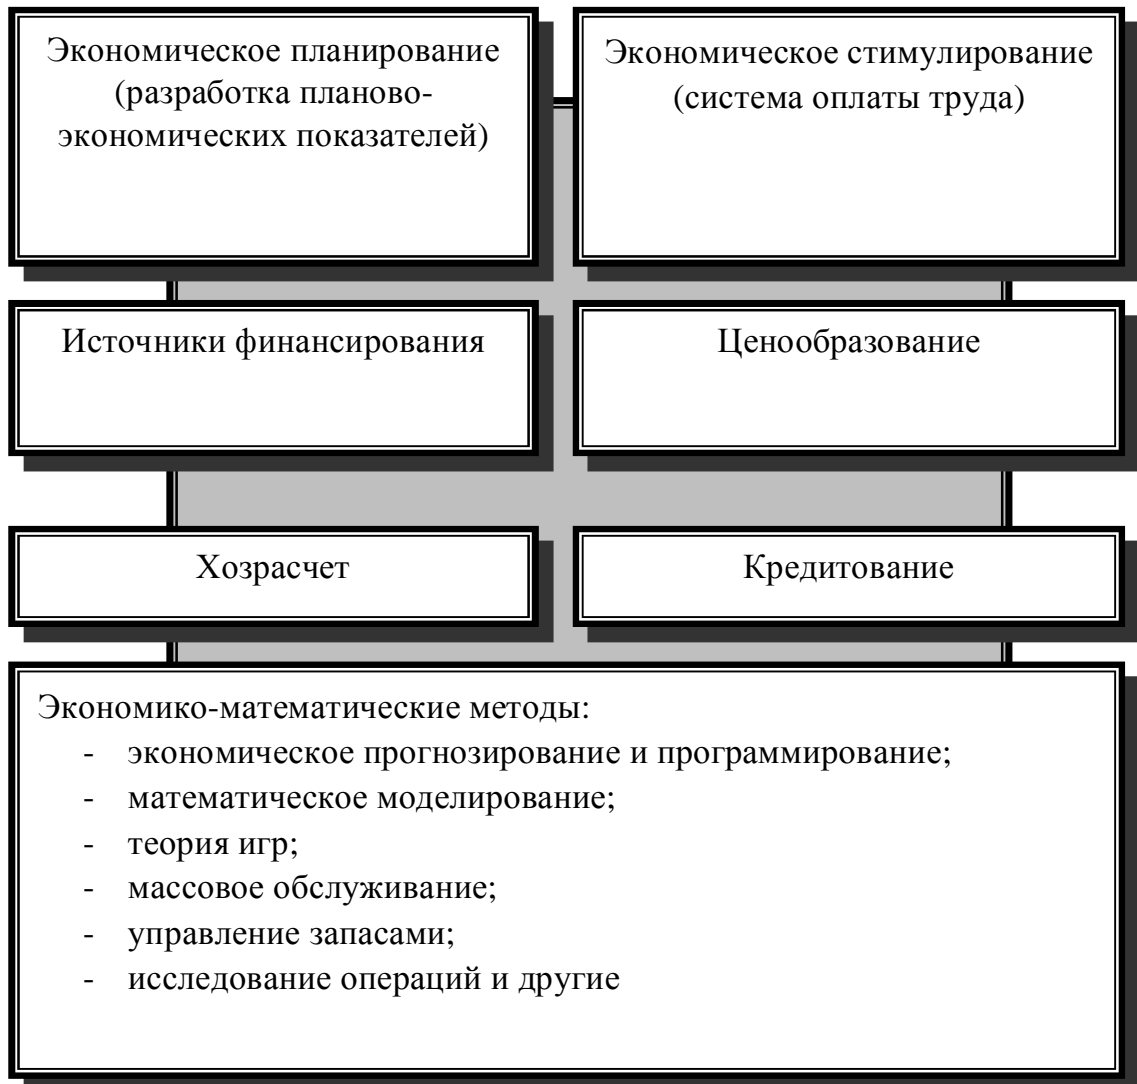 Экономическое планирование
(разработка планово-
экономических показателей)
Экономическое стимулирование
(система оплаты труда)
Источники финансирования
Ценообразование
Хозрасчет
Кредитование
Экономико-математические методы:
- экономическое прогнозирование и программирование;
- математическое моделирование;
- теория игр;
- массовое обслуживание;
- управление запасами;
- исследование операций и другие